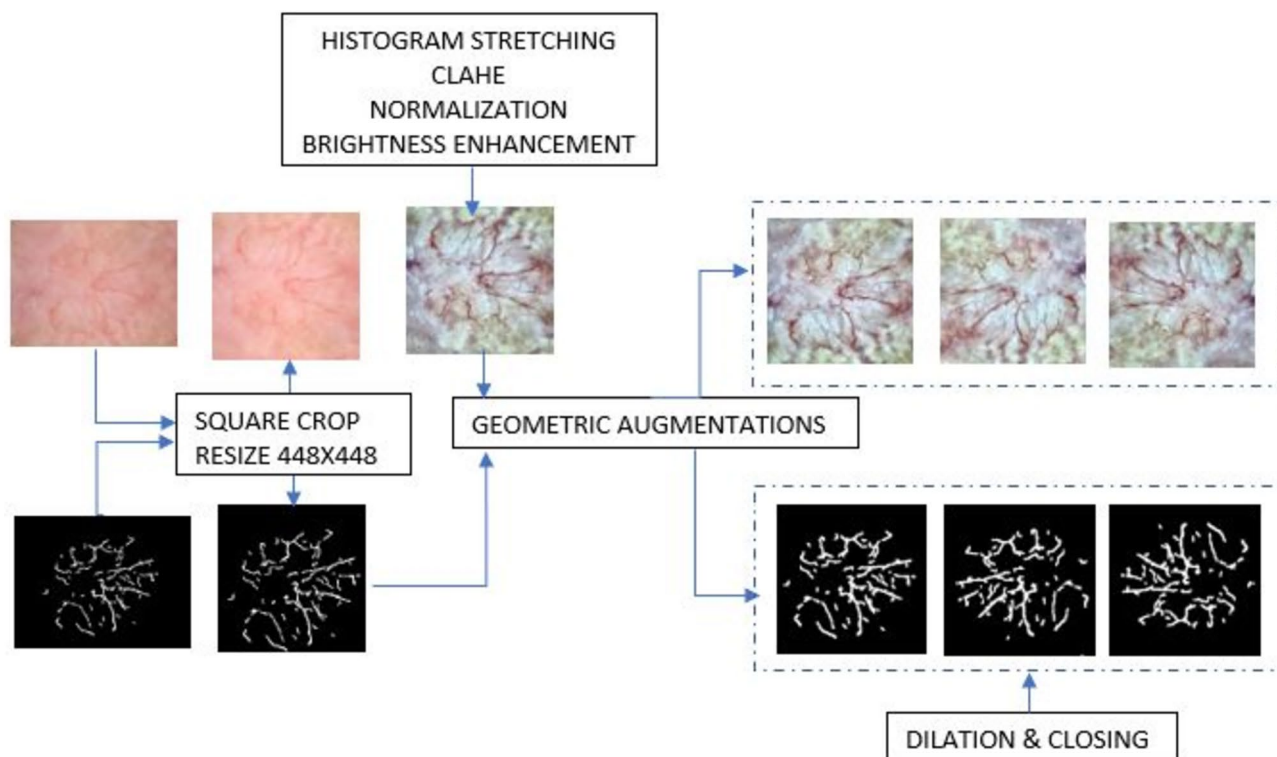 HISTOGRAM STRETCHING
CLAHE
NORMALIZATION
BRIGHTNESS ENHANCEMENT
SQUARE CROP
RESIZE 448X448
GEOMETRIC AUGMENTATIONS
DILATION & CLOSING